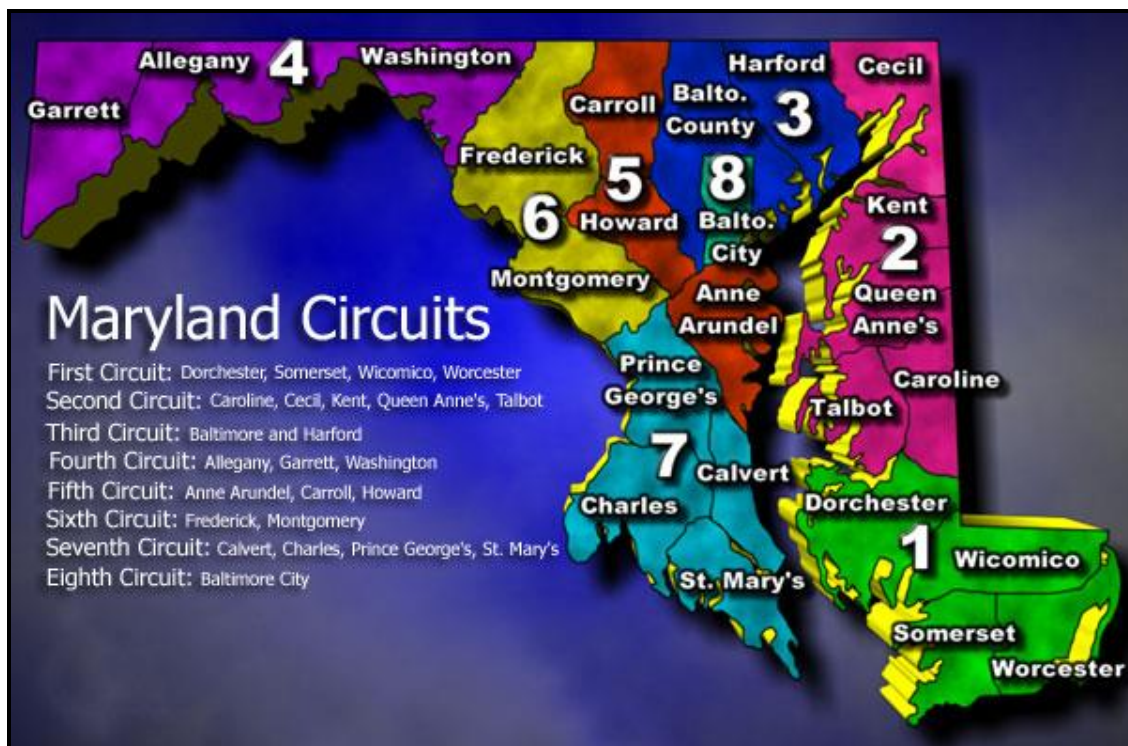 Allegany
4
Washington
Garrett
Harford
Cecil
Balto.
County
3
Carroll
Frederick
5
8
Kent
6
Howard
Balto.
City
2
Montgomery
Anne
Arundel
Queen
Anne's
Prince
George's
Caroline
Talbot
7
Calvert
Charles
Dorchester
1
Wicomico
St. Mary's
Somerset
Worcester
Maryland Circuits
First Circuit: Dorchester, Somerset, Wicomico, Worcester
Second Circuit: Caroline, Cecil, Kent, Queen Anne's, Talbot
Third Circuit: Baltimore and Harford
Fourth Circuit: Allegany, Garrett, Washington
Fifth Circuit: Anne Arundel, Carroll, Howard
Sixth Circuit: Frederick, Montgomery
Seventh Circuit: Calvert, Charles, Prince George's, St. Mary's
Eighth Circuit: Baltimore City